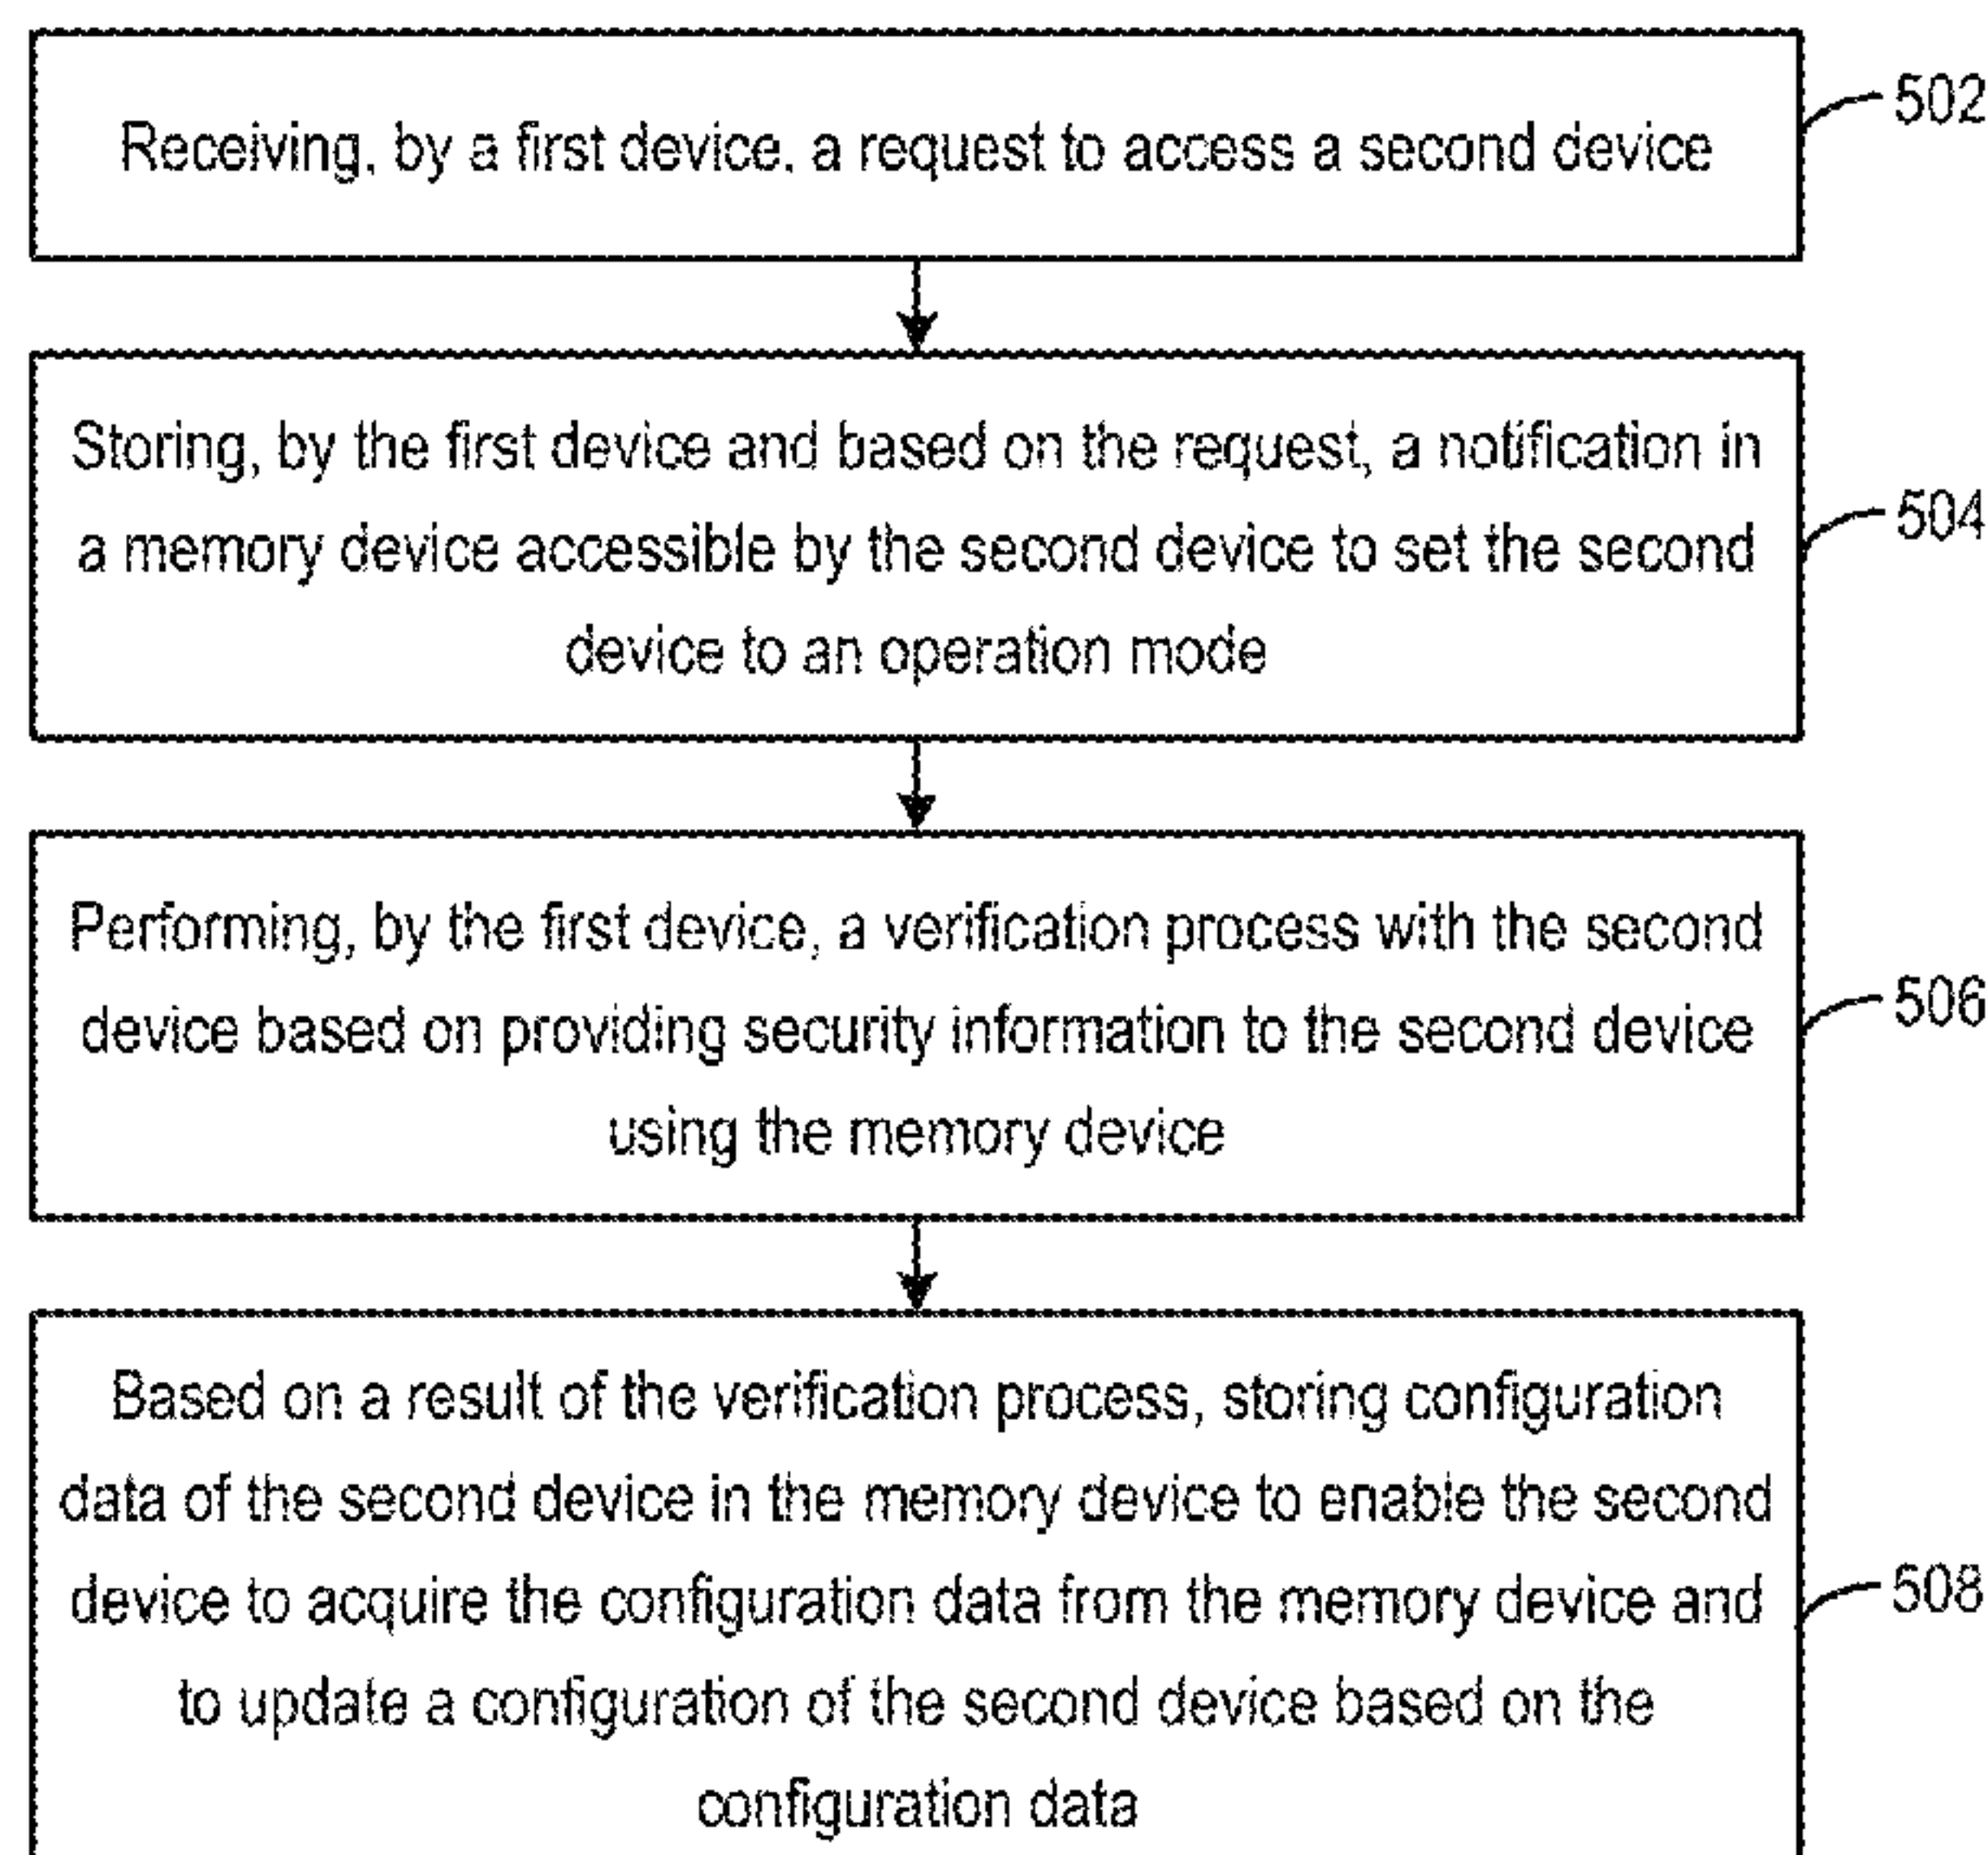 Receiving, by a first device, a request to access a second device
502
Storing, by the first device and based on the request, a notification in
a memory device accessible by the second device to set the second
device to an operation mode
504
Performing, by the first device, a verification process with the second
device based on providing security information to the second device
using the memory device
506
Based on a result of the verification process, storing configuration
data of the second device in the memory device to enable the second
device to acquire the configuration data from the memory device and
to update a configuration of the second device based on the
configuration data
508